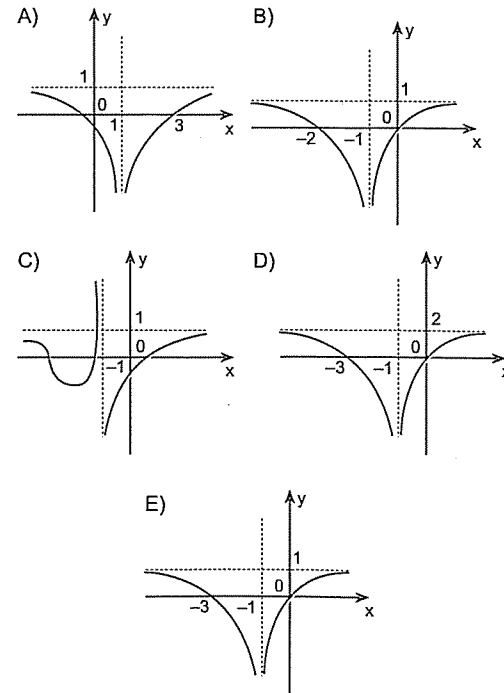 A) y 1 0 1 3 x
B) y 1 0 -2 -1 x
C) y 1 0 -1 x
D) y 2 0 -3 -1 x
E) y 1 0 -3 -1 x